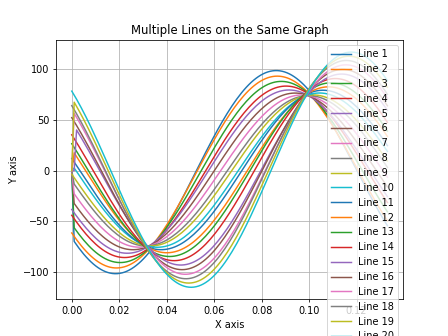 Multiple Lines on the Same Graph
Y axis
100
50
0
−50
−100
0.00
0.02
0.04
0.06
0.08
0.10
X axis
Line 1
Line 2
Line 3
Line 4
Line 5
Line 6
Line 7
Line 8
Line 9
Line 10
Line 11
Line 12
Line 13
Line 14
Line 15
Line 16
Line 17
Line 18
Line 19
Line 20